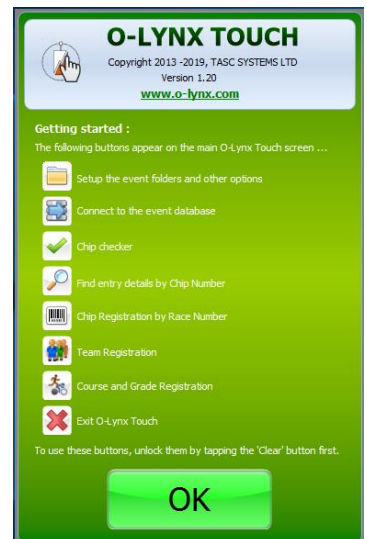 O-LYNX TOUCH
Copyright 2013 -2019, TASC SYSTEMS LTD
Version 1.20
www.o-lynx.com
Getting started :
The following buttons appear on the main O-Lynx Touch screen ...
Setup the event folders and other options
Connect to the event database
Chip checker
Find entry details by Chip Number
Chip Registration by Race Number
Team Registration
Course and Grade Registration
Exit O-Lynx Touch
To use these buttons, unlock them by tapping the 'Clear' button first.
OK